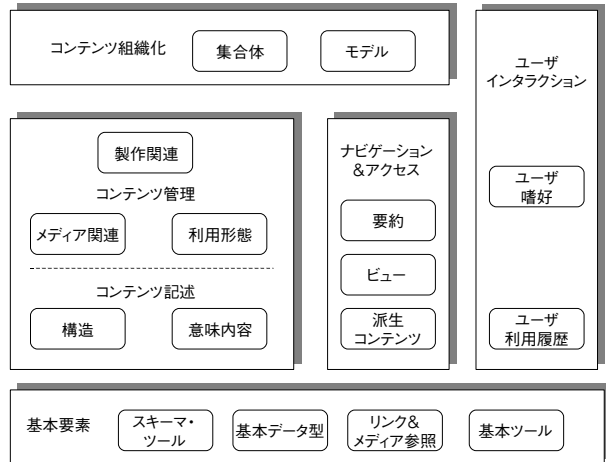 コンテンツ組織化
集合体
モデル
ユーザ
インタラクション
ユーザ
嗜好
ユーザ
利用履歴
製作関連
コンテンツ管理
メディア関連
利用形態
コンテンツ記述
構造
意味内容
ナビゲーション
＆アクセス
要約
ビュー
派生
コンテンツ
基本要素
スキーマ・
ツール
基本データ型
リンク＆
メディア参照
基本ツール